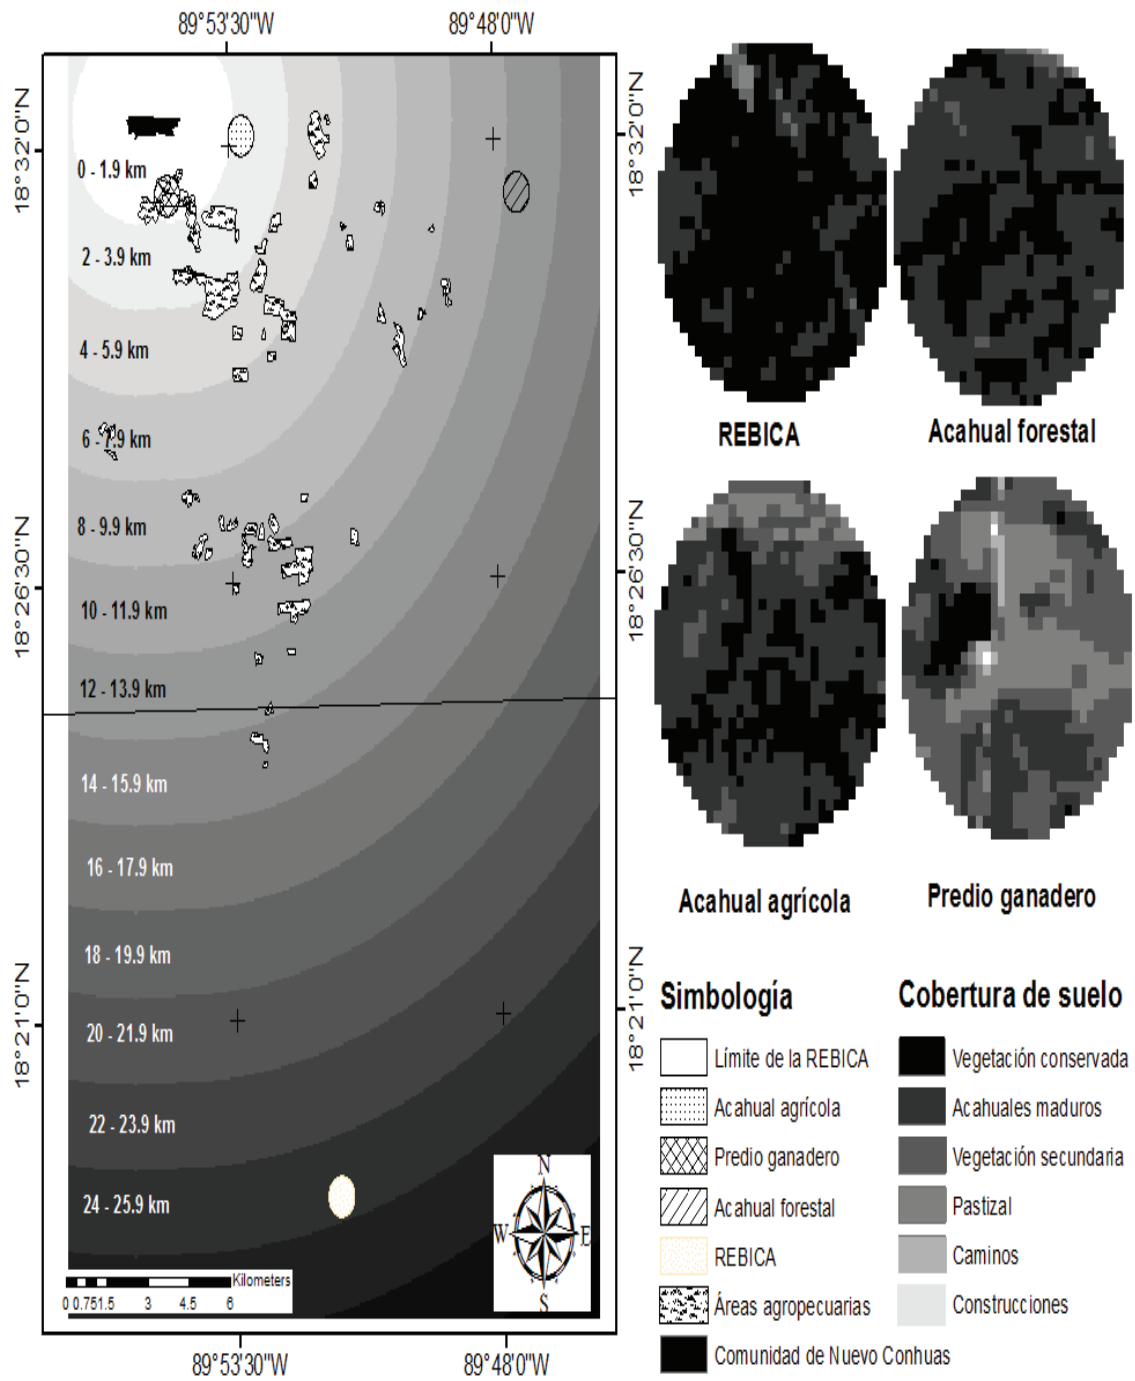 89°53'30"W 89°48'0"W
18°32'0"N
18°32'0"N
0 - 1.9 km
2 - 3.9 km
4 - 5.9 km
6 - 7.9 km
8 - 9.9 km
18°26'30"N
18°26'30"N
10 - 11.9 km
12 - 13.9 km
14 - 15.9 km
16 - 17.9 km
18 - 19.9 km
18°21'0"N
18°21'0"N
20 - 21.9 km
22 - 23.9 km
24 - 25.9 km
N
W E
S
Kilometers
0 0.75 1.5 3 4.5 6
89°53'30"W 89°48'0"W
REBICA
Acahual forestal
Acahual agrícola
Predio ganadero
Simbología
Límite de la REBICA
Acahual agrícola
Predio ganadero
Acahual forestal
REBICA
Áreas agropecuarias
Comunidad de Nuevo Conhuas
Cobertura de suelo
Vegetación conservada
Acahuales maduros
Vegetación secundaria
Pastizal
Caminos
Construcciones